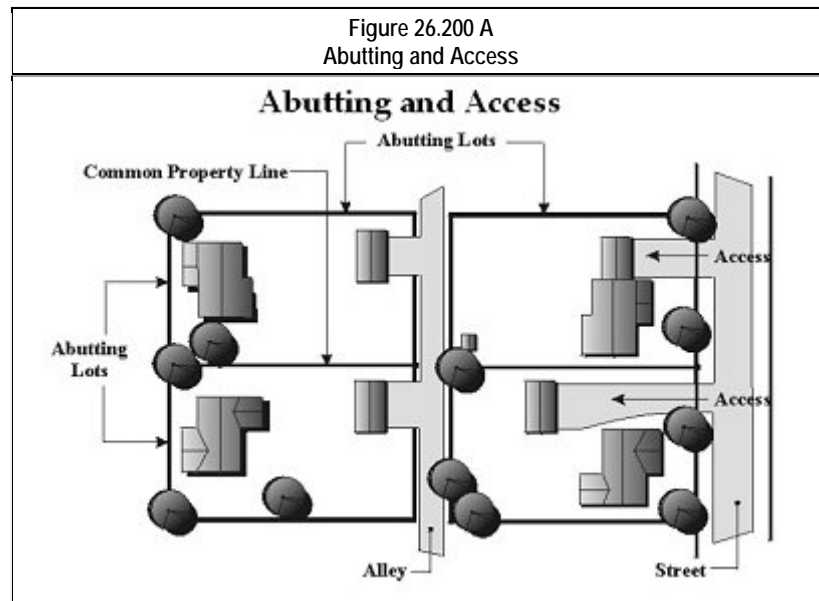 Figure 26.200 A
Abutting and Access
Abutting and Access
Abutting Lots
Common Property Line
Access
Abutting
Lots
Access
Alley
Street